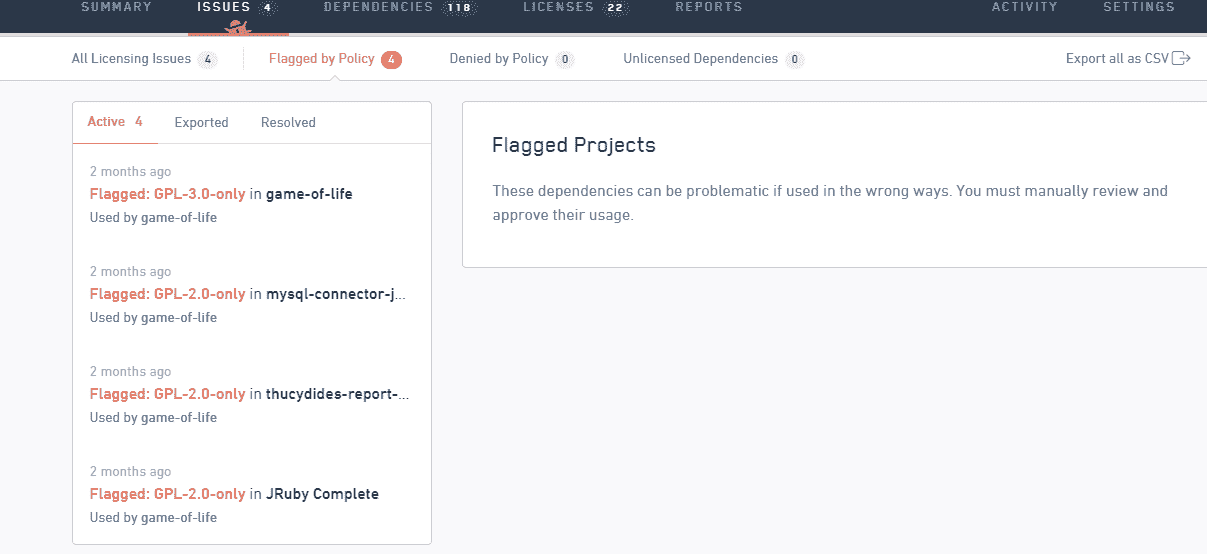 SUMMARY ISSUES 4 DEPENDENCIES 118 LICENSES 22 REPORTS ACTIVITY SETTINGS
All Licensing Issues 4 Flagged by Policy 4 Denied by Policy 0 Unlicensed Dependencies 0 Export all as CSV
Active 4 Exported Resolved
2 months ago
Flagged: GPL-3.0-only in game-of-life
Used by game-of-life
2 months ago
Flagged: GPL-2.0-only in mysql-connector-j...
Used by game-of-life
2 months ago
Flagged: GPL-2.0-only in thucydides-report-...
Used by game-of-life
2 months ago
Flagged: GPL-2.0-only in JRuby Complete
Used by game-of-life
Flagged Projects
These dependencies can be problematic if used in the wrong ways. You must manually review and
approve their usage.